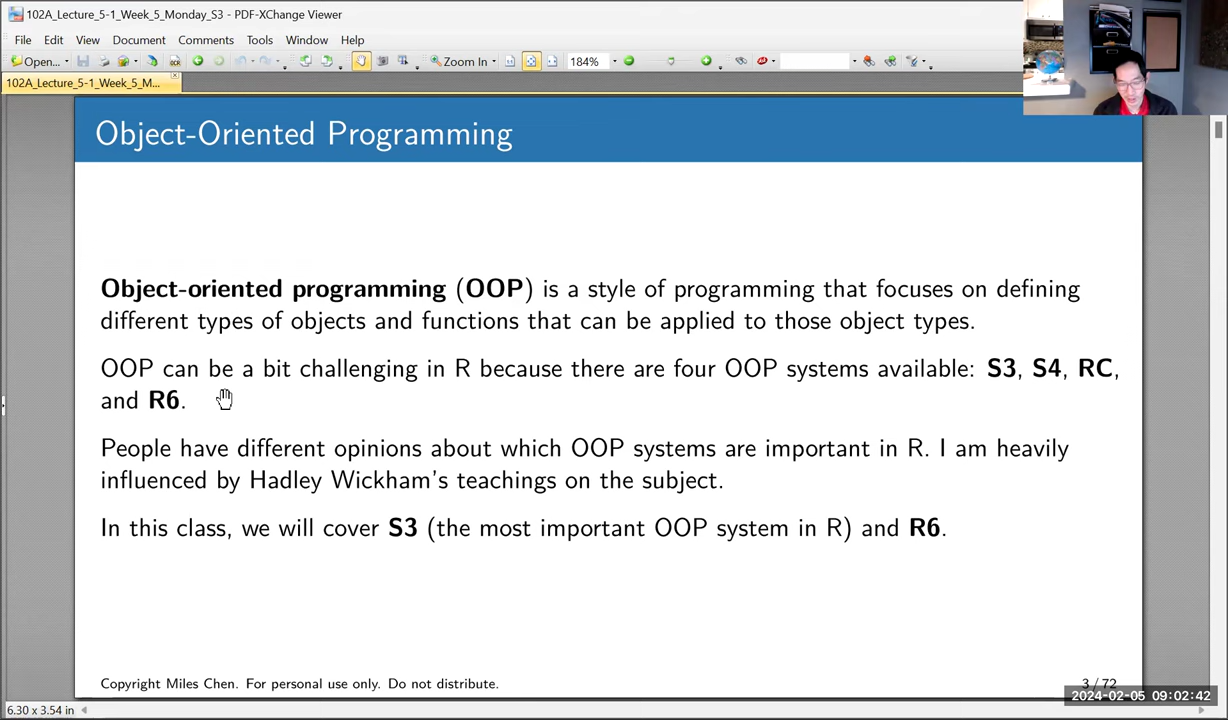 102A_Lecture_5-1_Week_5_Monday_S3 - PDF-XChange Viewer
File Edit View Document Comments Tools Window Help
Open... Zoom In 184%
102A_Lecture_5-1_Week_5_M...
Object-Oriented Programming
Object-oriented programming (OOP) is a style of programming that focuses on defining
different types of objects and functions that can be applied to those object types.
OOP can be a bit challenging in R because there are four OOP systems available: S3, S4, RC,
and R6.
People have different opinions about which OOP systems are important in R. I am heavily
influenced by Hadley Wickham's teachings on the subject.
In this class, we will cover S3 (the most important OOP system in R) and R6.
Copyright Miles Chen. For personal use only. Do not distribute.
3 / 72
2024-02-05 09:02:42
6.30 x 3.54 in